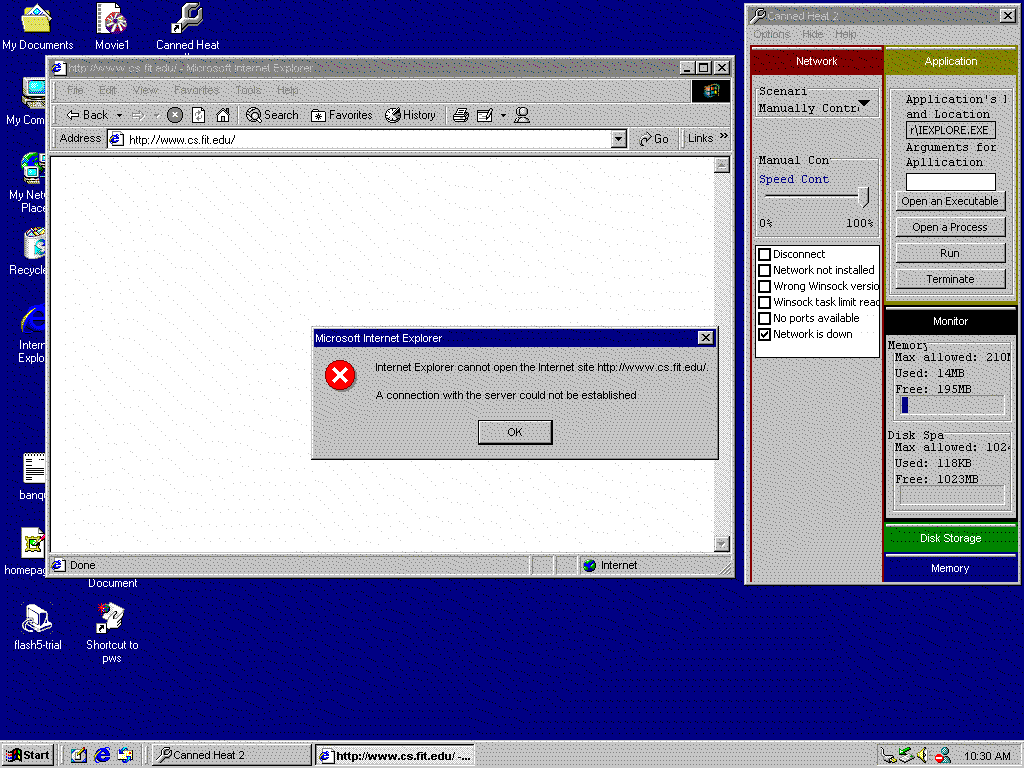 My Documents
Movie1
Canned Heat
My Com
My Net
Place
Recycle
Intern
Explo
banqu
homepag
Document
flash5-trial
Shortcut to
pws
http://www.cs.fit.edu/ - Microsoft Internet Explorer
File Edit View Favorites Tools Help
Back Search Favorites History
Address http://www.cs.fit.edu/ Go Links »
Microsoft Internet Explorer
Internet Explorer cannot open the Internet site http://www.cs.fit.edu/.
A connection with the server could not be established
OK
Done Internet
Canned Heat 2
Options Hide Help
Network
Scenari
Manually Contr
Manual Con
Speed Cont
0% 100%
Disconnect
Network not installed
Wrong Winsock versio
Winsock task limit reac
No ports available
Network is down
Application
Application's
and Location
r\IEXPLORE.EXE
Arguments for
Apllication
Open an Executable
Open a Process
Run
Terminate
Monitor
Memory
Max allowed: 210M
Used: 14MB
Free: 195MB
Disk Spa
Max allowed: 1024
Used: 118KB
Free: 1023MB
Disk Storage
Memory
Start Canned Heat 2 http://www.cs.fit.edu/ -... 10:30 AM